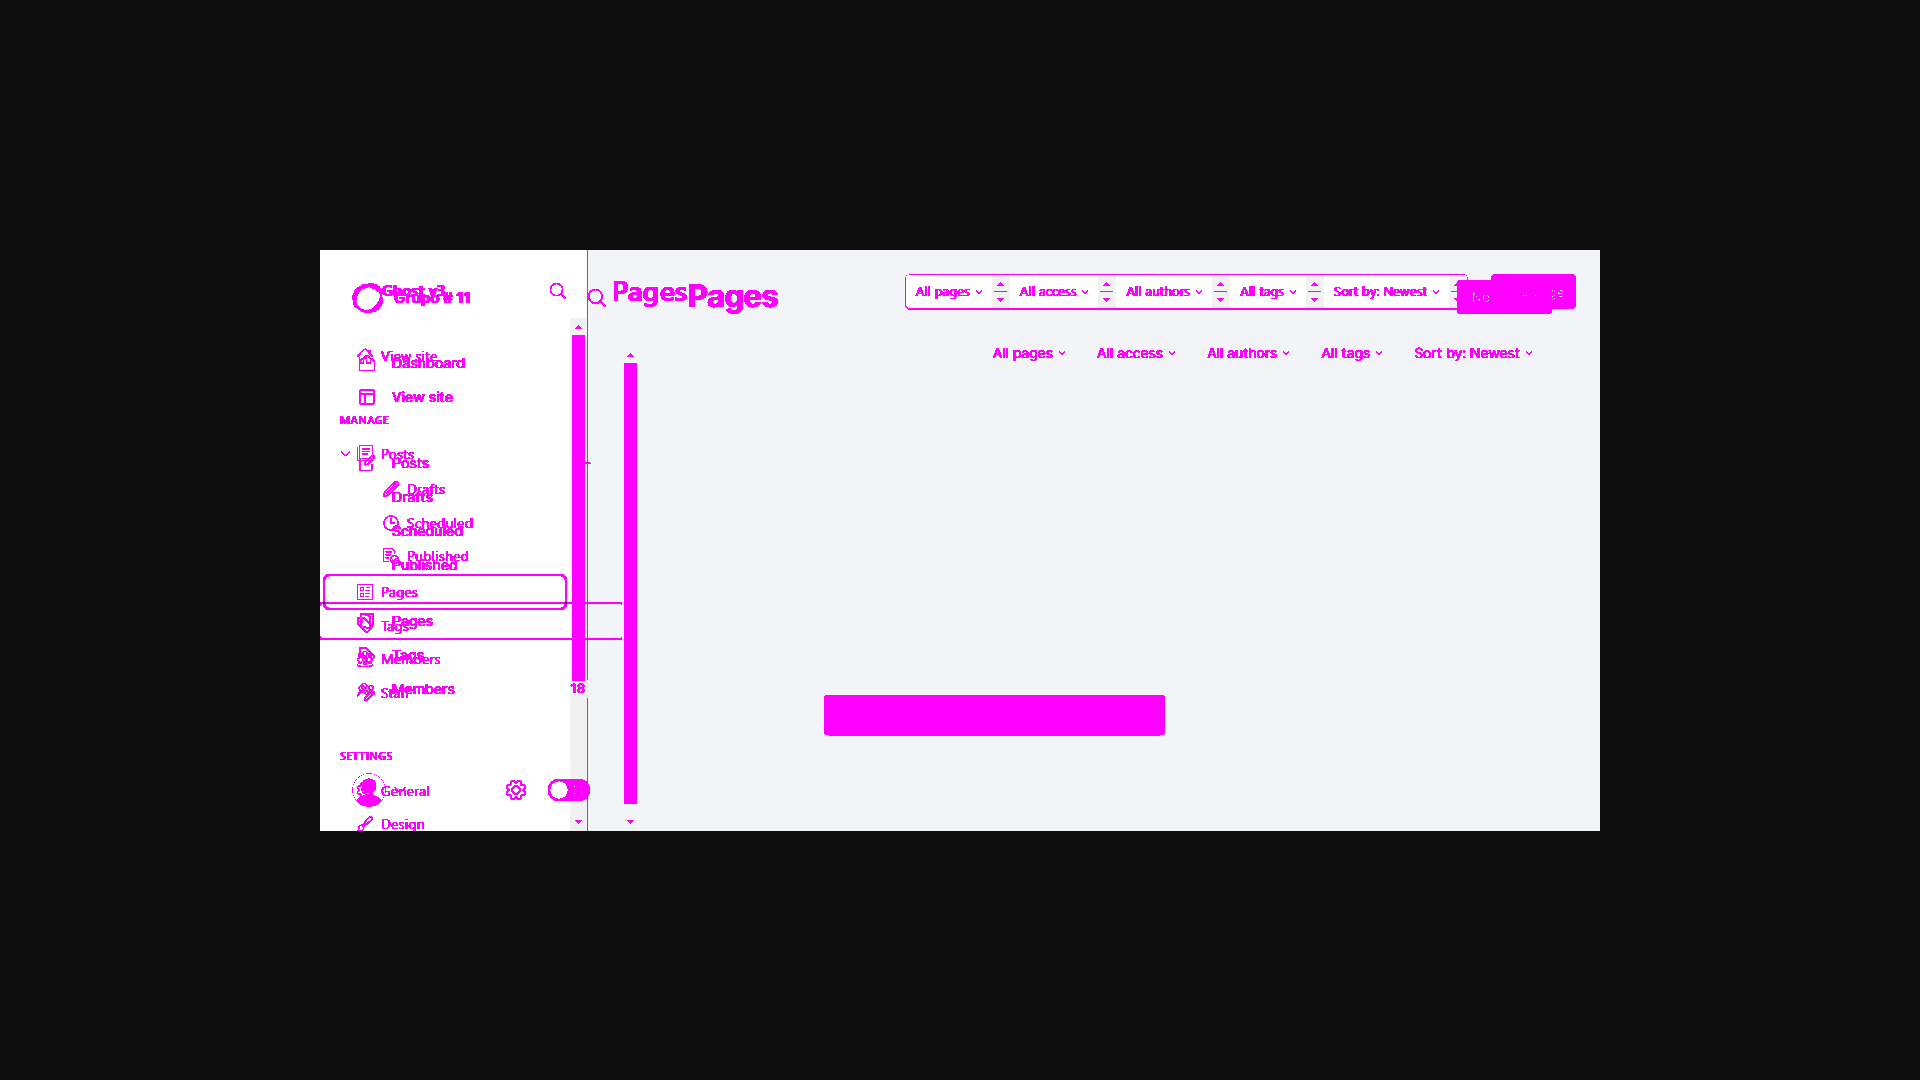 Ghost v3
Grupo # 11
Pages
Pages
All pages
All access
All authors
All tags
Sort by: Newest
View site
Dashboard
View site
All pages
All access
All authors
All tags
Sort by: Newest
MANAGE
Posts
Posts
Drafts
Drafts
Scheduled
Scheduled
Published
Published
Pages
Pages
Tags
Tags
Members
Members 18
Staff
SETTINGS
General
Design